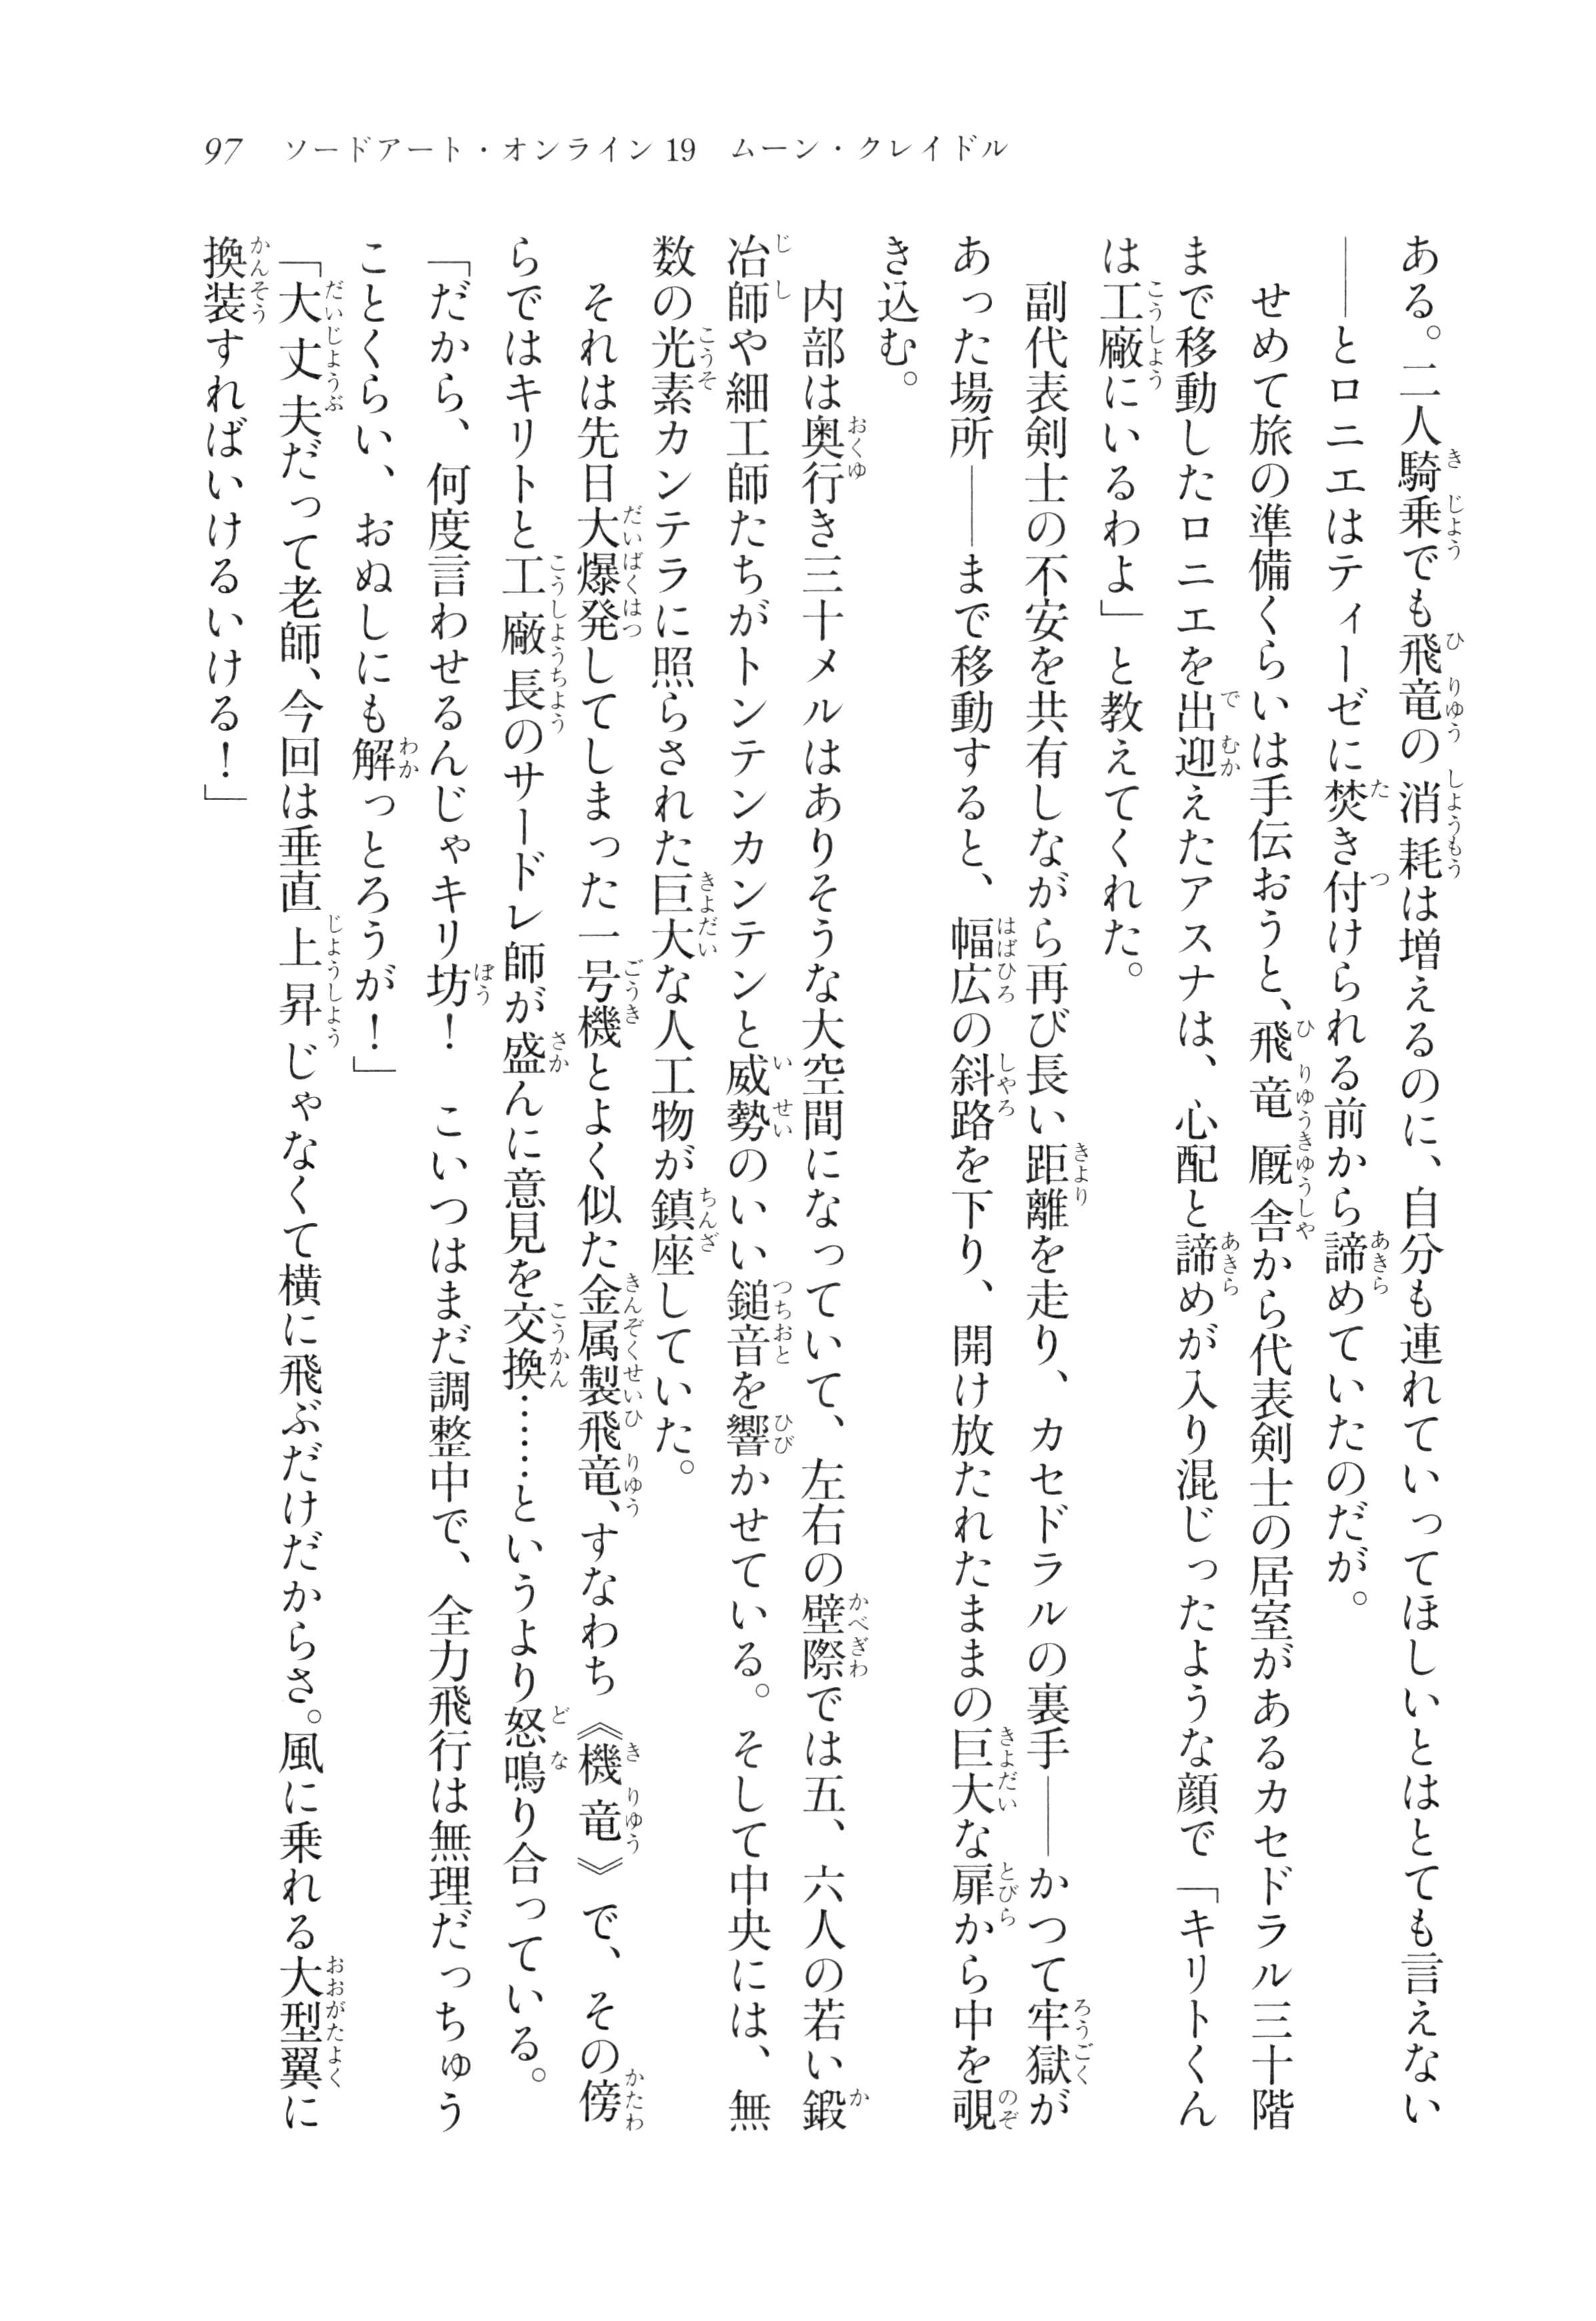 97　ソードアート・オンライン19　ムーン・クレイドル
ある。二人騎乗でも飛竜の消耗は増えるのに、自分も連れていってほしいとはとても言えない
――とロニエはティーゼに焚き付けられる前から諦めていたのだが。
　せめて旅の準備くらいは手伝おうと、飛竜厩舎から代表剣士の居室があるカセドラル三十階
まで移動したロニエを出迎えたアスナは、心配と諦めが入り混じったような顔で「キリトくん
は工廠にいるわよ」と教えてくれた。
　副代表剣士の不安を共有しながら再び長い距離を走り、カセドラルの裏手――かつて牢獄が
あった場所――まで移動すると、幅広の斜路を下り、開け放たれたままの巨大な扉から中を覗
き込む。
　内部は奥行き三十メルはありそうな大空間になっていて、左右の壁際では五、六人の若い鍛
冶師や細工師たちがトンテンカンテンと威勢のいい鎚音を響かせている。そして中央には、無
数の光素カンテラに照らされた巨大な人工物が鎮座していた。
　それは先日大爆発してしまった一号機とよく似た金属製飛竜、すなわち《機竜》で、その傍
らではキリトと工廠長のサードレ師が盛んに意見を交換……というより怒鳴り合っている。
「だから、何度言わせるんじゃキリ坊！　こいつはまだ調整中で、全力飛行は無理だっちゅう
ことくらい、おぬしにも解っとろうが！」
「大丈夫だって老師、今回は垂直上昇じゃなくて横に飛ぶだけだからさ。風に乗れる大型翼に
換装すればいけるいける！」